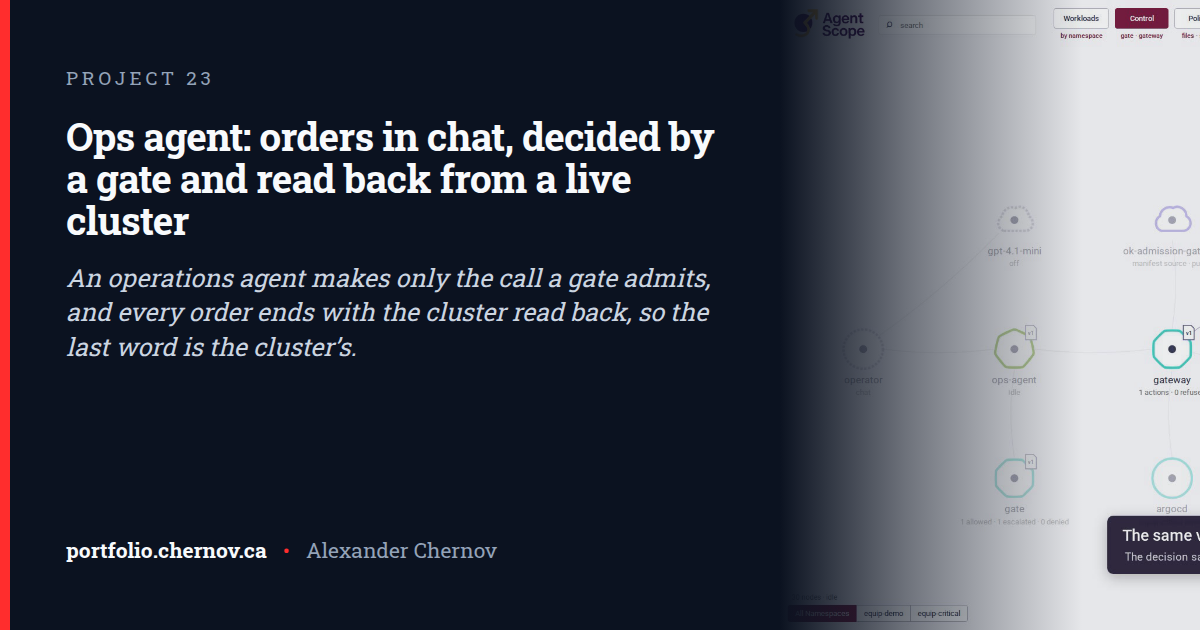 PROJECT 23
Ops agent: orders in chat, decided by
a gate and read back from a live
cluster
An operations agent makes only the call a gate admits,
and every order ends with the cluster read back, so the
last word is the cluster’s.
portfolio.chernov.ca • Alexander Chernov
Agent
Scope
search
Workloads
Control
by namespace
gate · gateway
files
gpt-4.1-mini
off
manifest source
operator
ops-agent
idle
v1
gateway
v1
1 actions · 0
gate
v1
1 allowed · 1 escalated · 0 denied
argocd
The same
The decision
All Namespaces
equip-demo
equip-critical